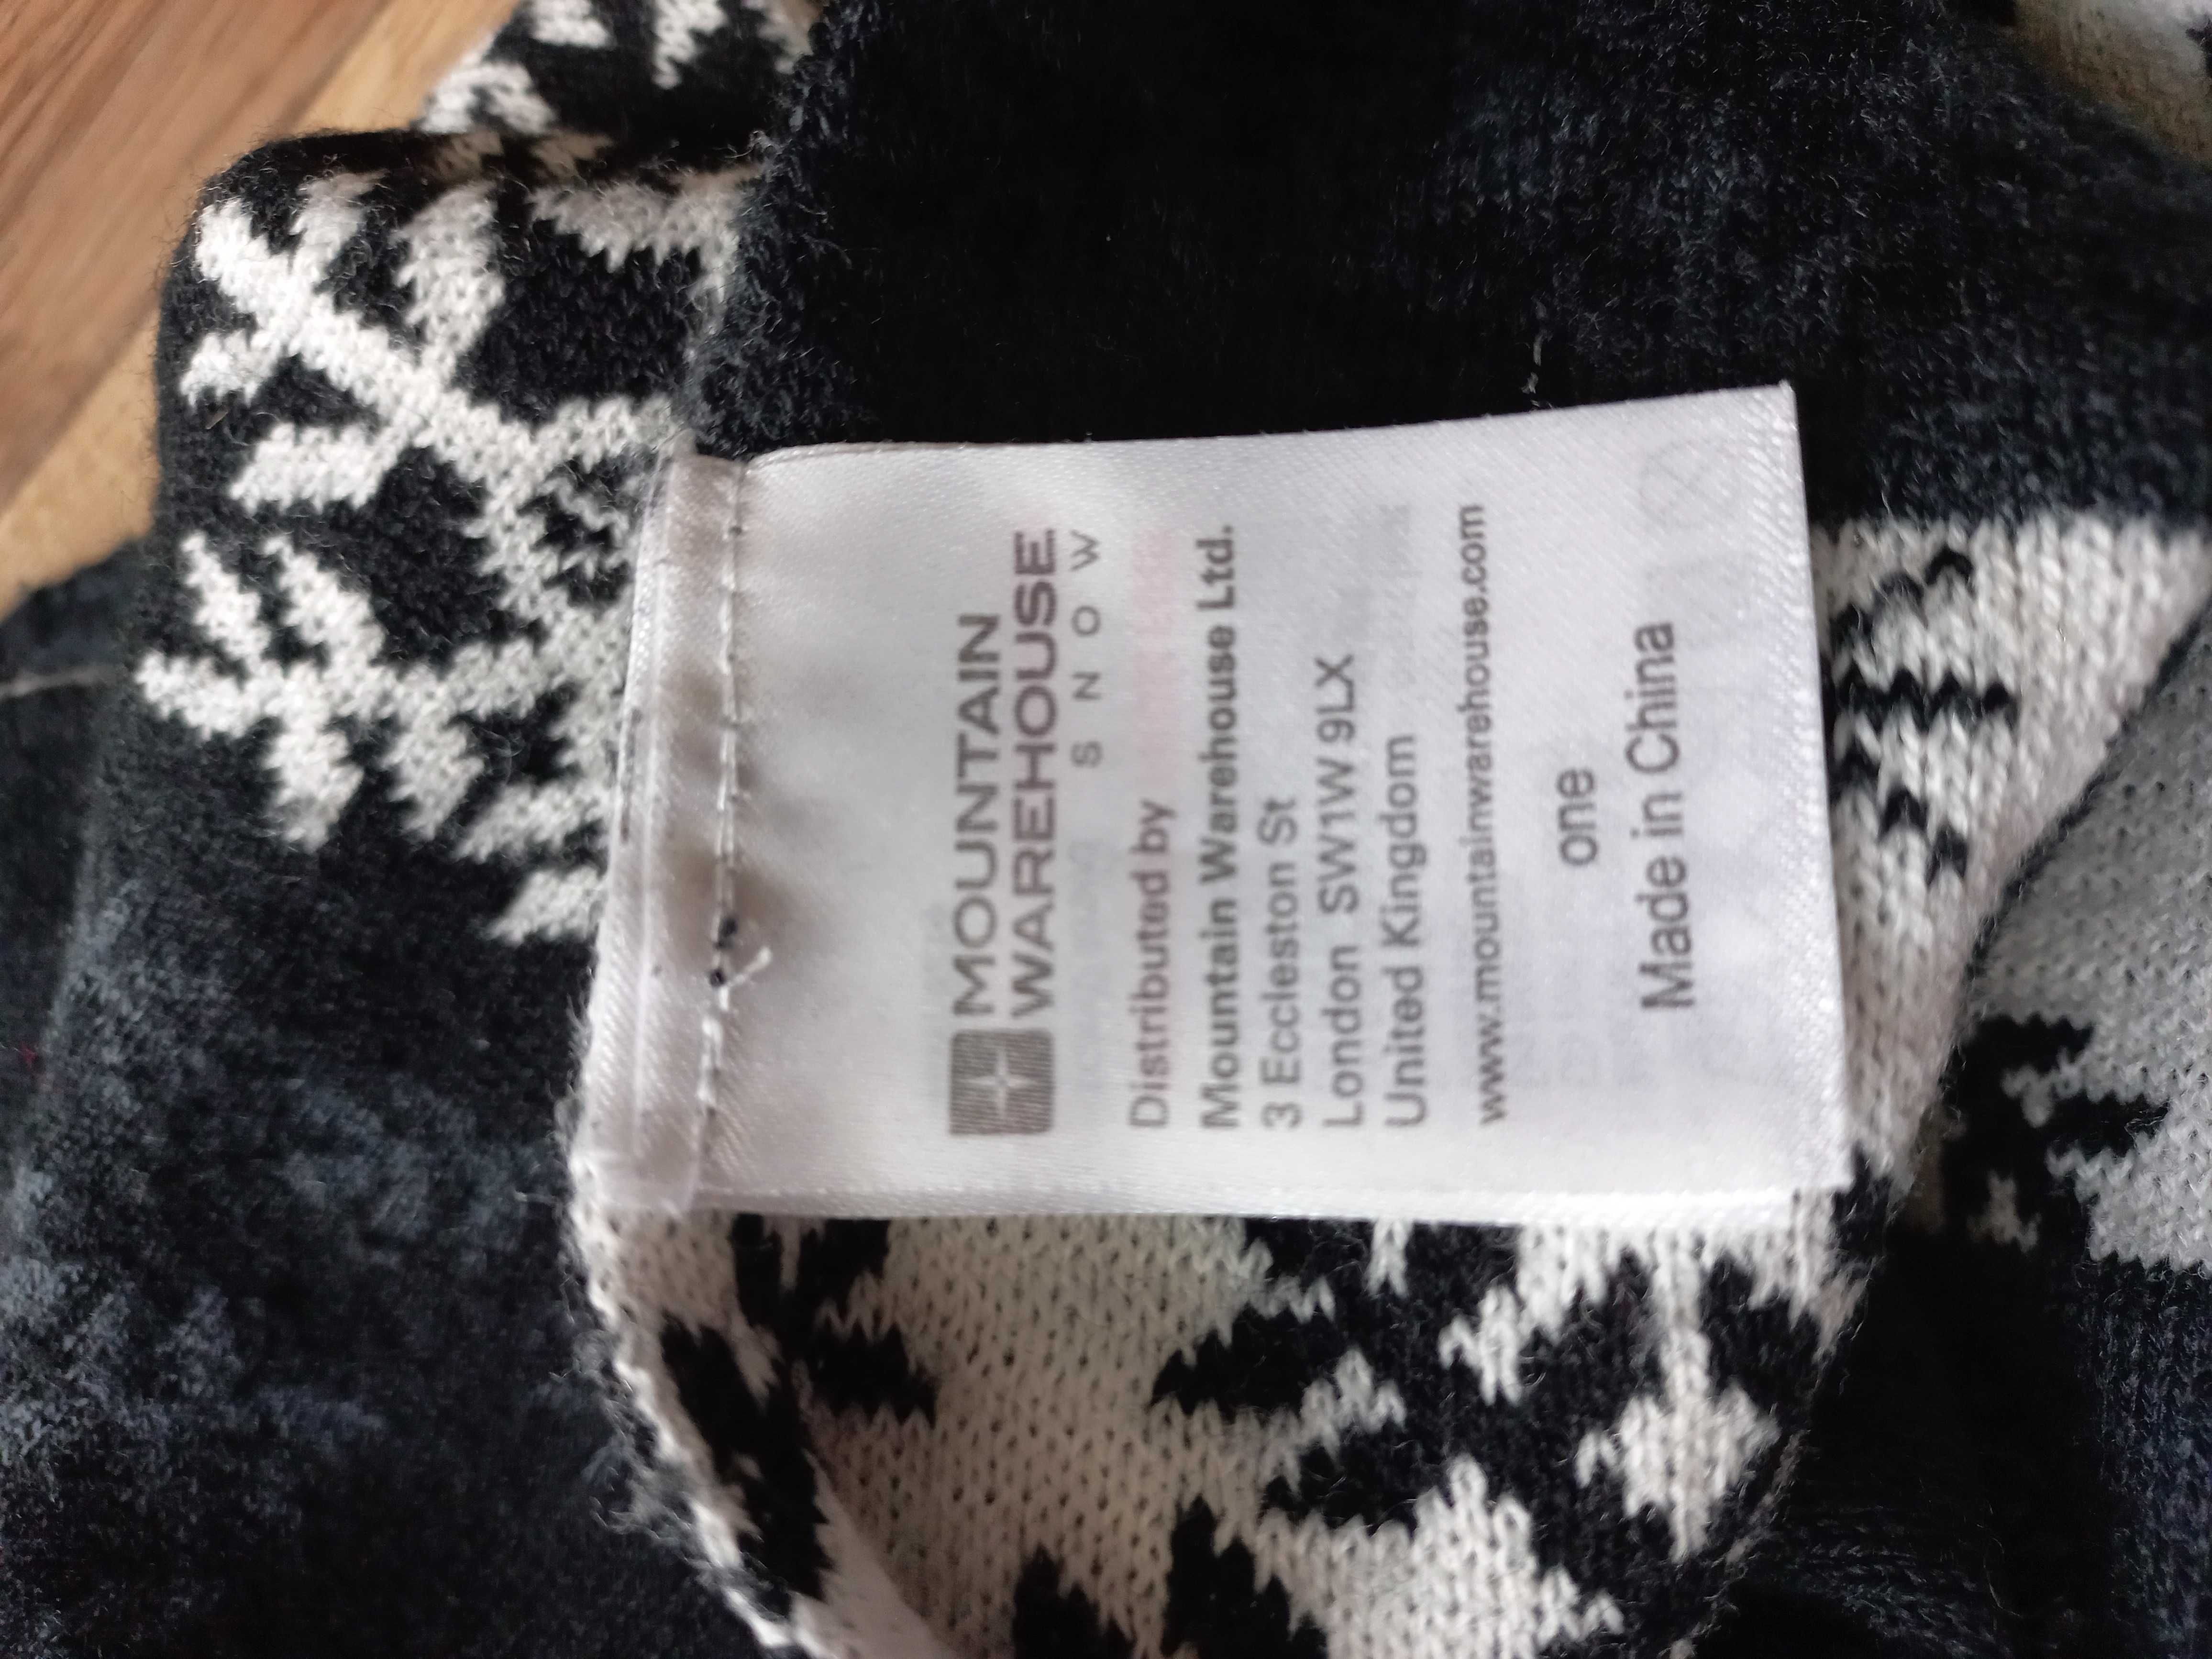 MOUNTAIN
WAREHOUSE
SNOW
Distributed by
Mountain Warehouse Ltd.
3 Eccleston St
London SW1W 9LX
United Kingdom
www.mountainwarehouse.com
one
Made in China